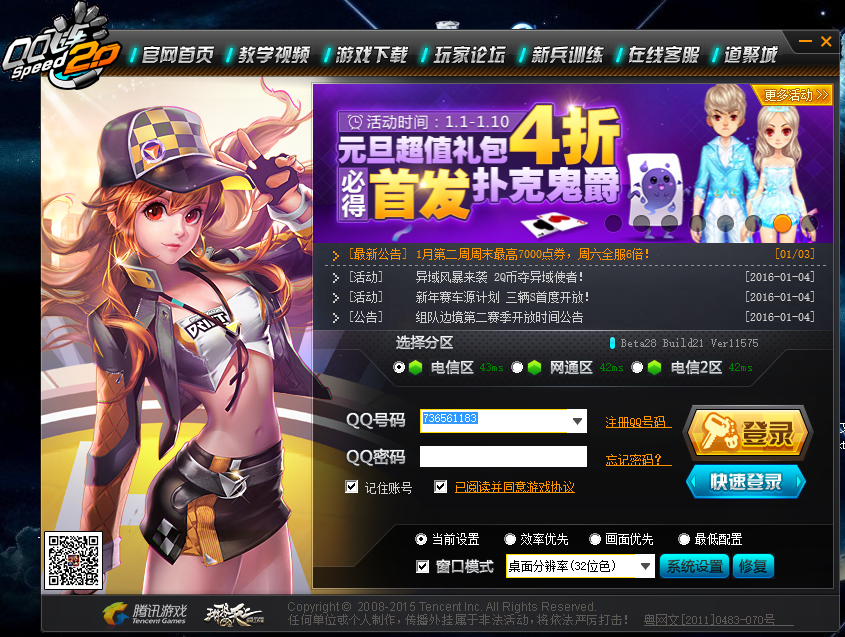 QQ飞车
Speed 2.0
官网首页 教学视频 游戏下载 玩家论坛 新兵训练 在线客服 道聚城
更多活动>>
活动时间：1.1-1.10
元旦超值礼包4折
必得首发扑克鬼爵
[最新公告] 1月第二周周末最高7000点券，周六全服6倍! [01/03]
[活动] 异域风暴来袭 2Q币夺异域使者! [2016-01-04]
[活动] 新年赛车源计划 三辆S首度开放! [2016-01-04]
[公告] 组队边境第二赛季开放时间公告 [2016-01-04]
选择分区 Beta28 Build21 Ver11575
电信区 43ms 网通区 42ms 电信2区 42ms
QQ号码 736561183 注册QQ号码
登录
QQ密码 忘记密码?
快速登录
记住账号 已阅读并同意游戏协议
当前设置 效率优先 画面优先 最低配置
窗口模式 桌面分辨率(32位色) 系统设置 修复
腾讯游戏
Tencent Games
Copyright © 2008-2015 Tencent Inc. All Rights Reserved.
任何单位或个人制作，传播外挂属于非法活动，将依法严厉打击! 粤网文[2011]0483-070号